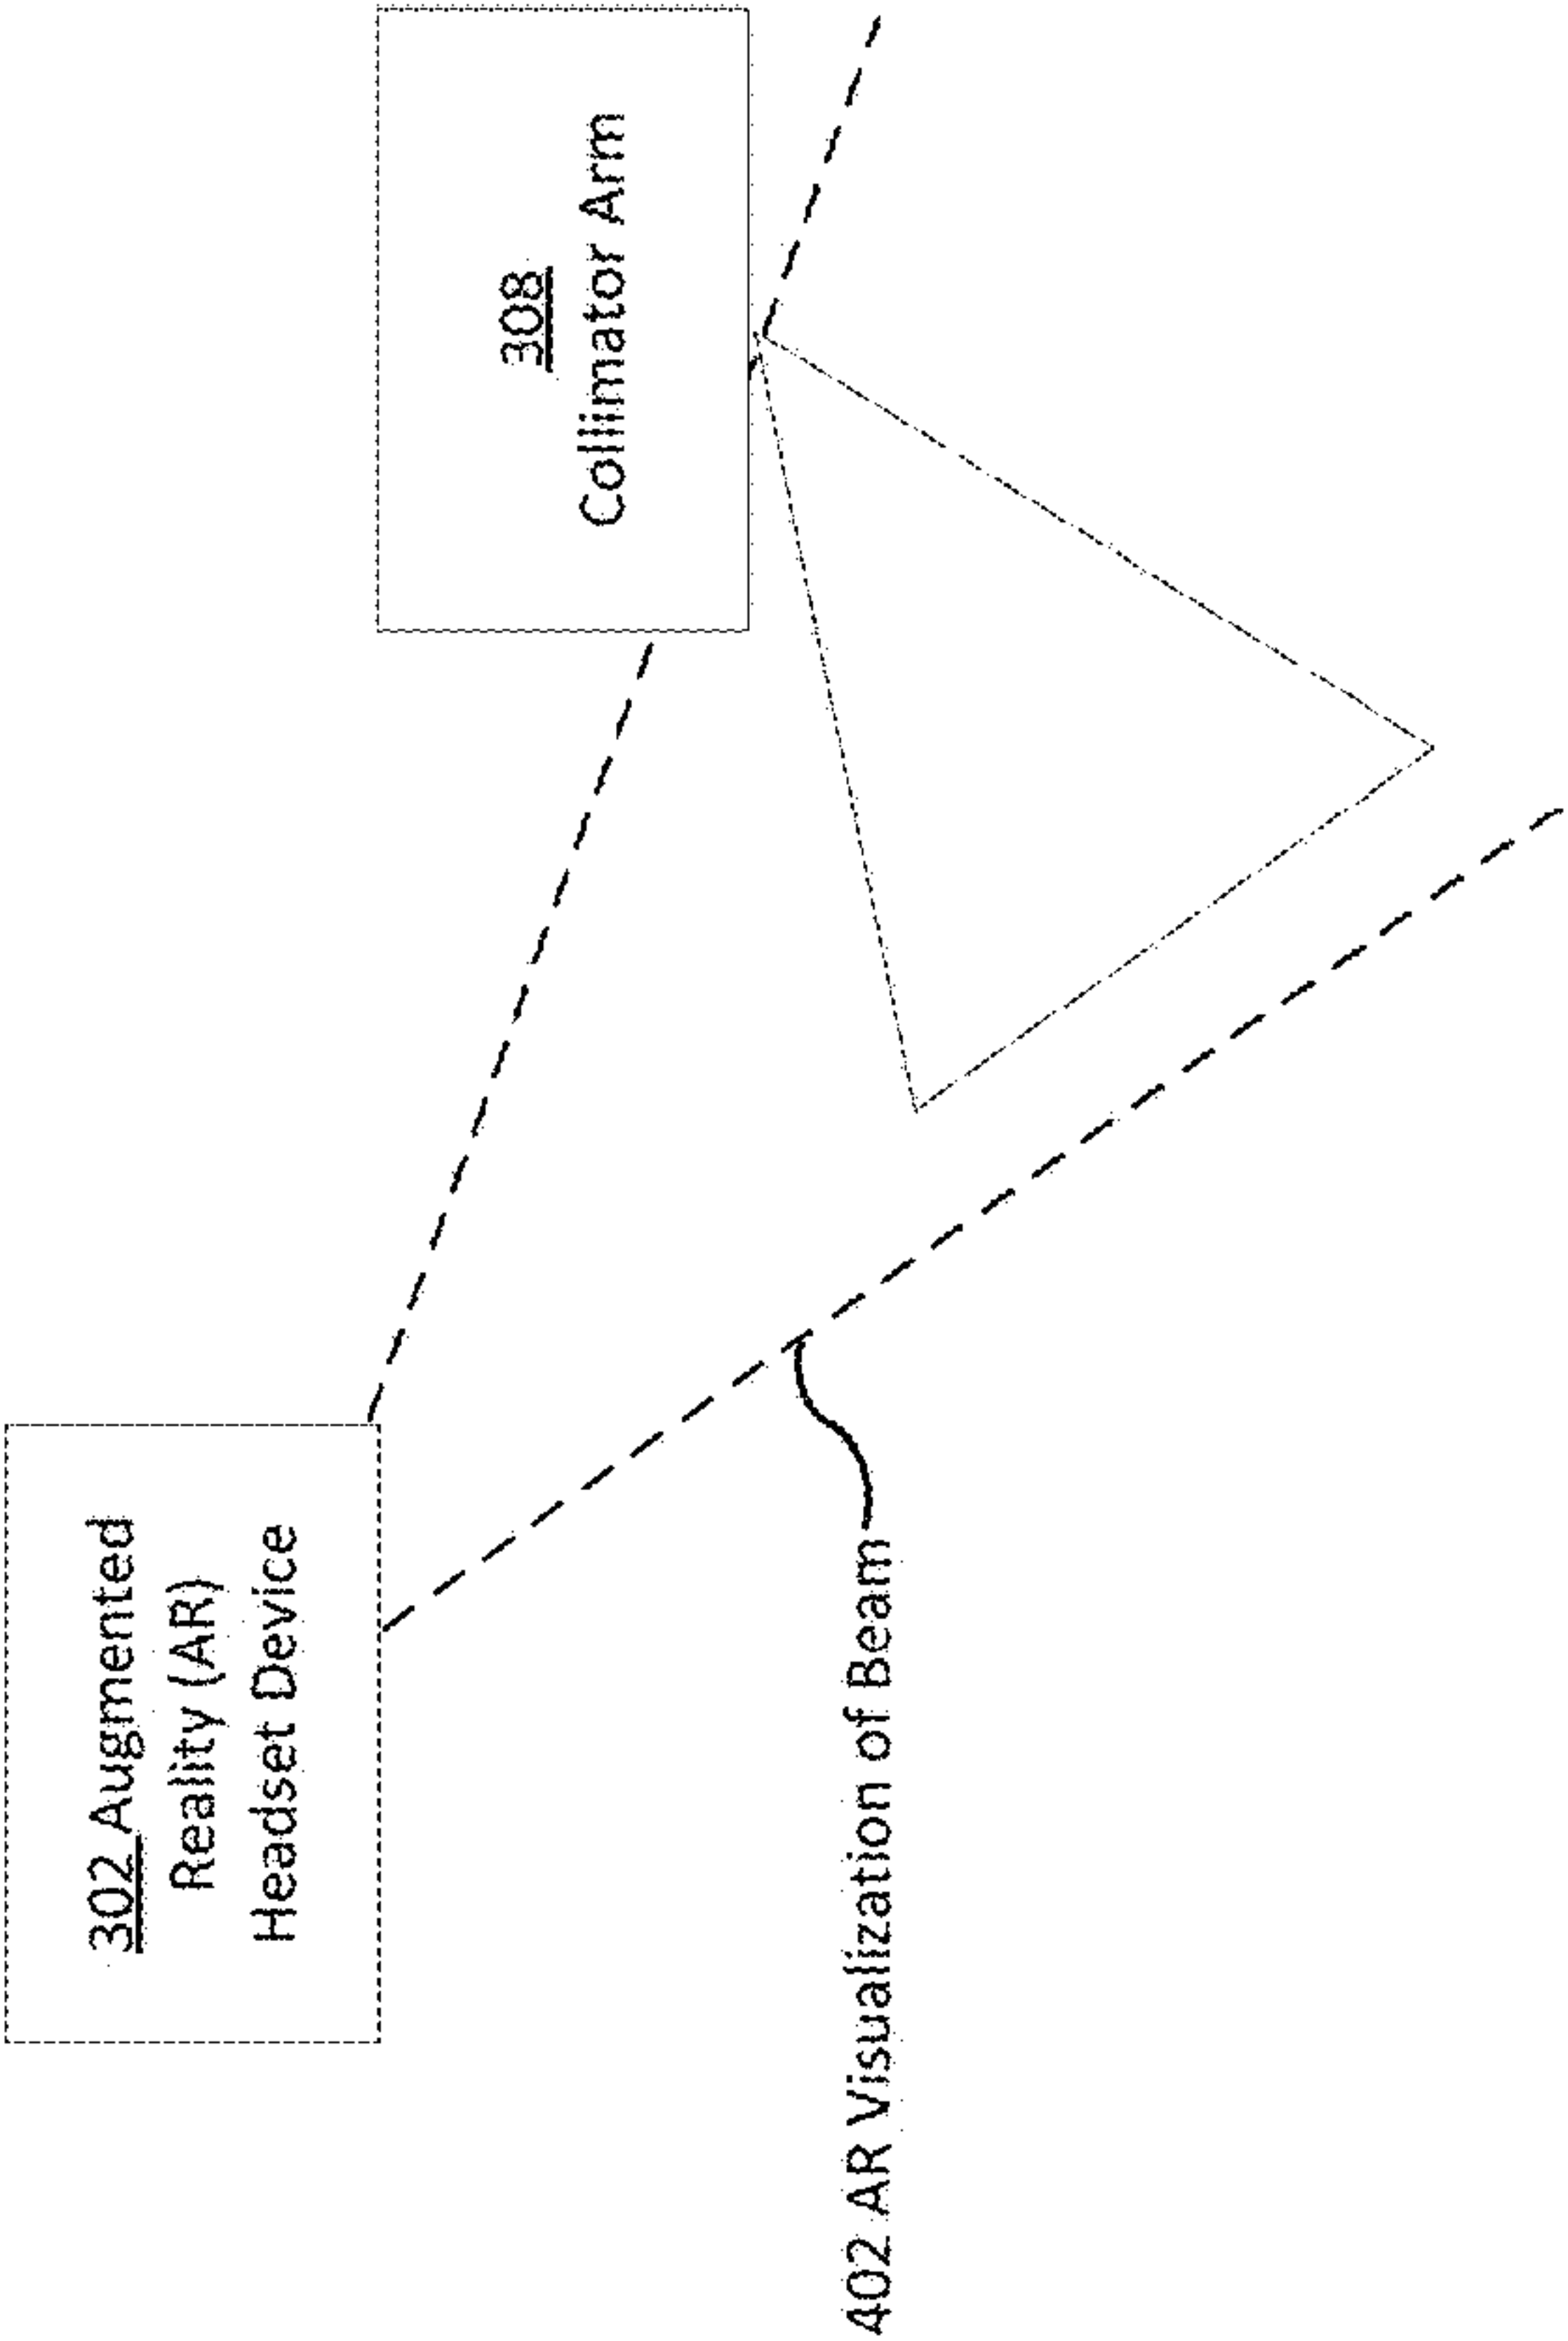 302 Augmented
Reality (AR)
Headset Device
308
Collimator Arm
402 AR Visualization of Beam